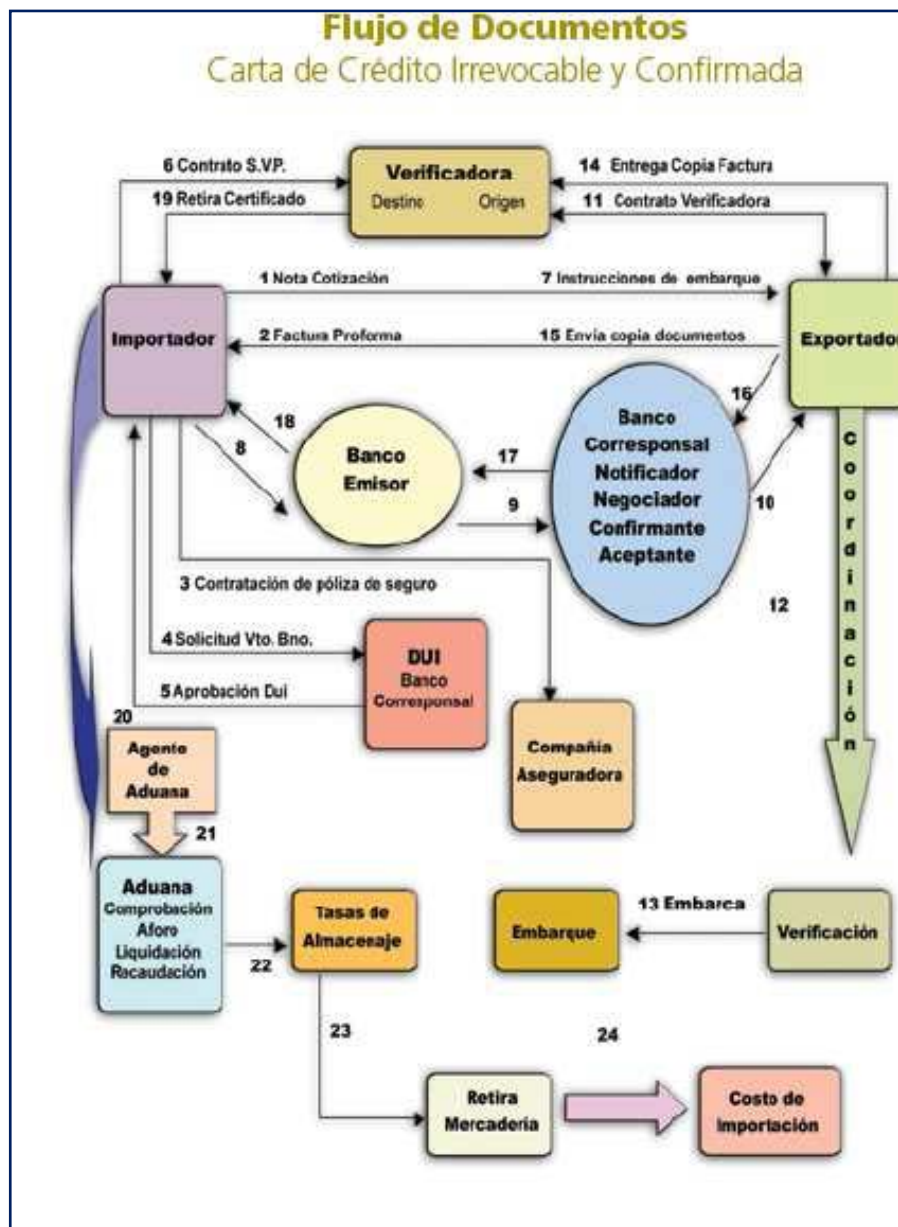 Flujo de Documentos
Carta de Crédito Irrevocable y Confirmada
6 Contrato S.V.P.
Verificadora
14 Entrega Copia Factura
19 Retira Certificado
Destino Origen
11 Contrato Verificadora
1 Nota Cotización
7 Instrucciones de embarque
Importador
2 Factura Proforma
15 Envía copia documentos
Exportador
18
8
Banco
Emisor
17
9
Banco
Corresponsal
Notificador
Negociador
Confirmante
Aceptante
16
10
Coordinación
3 Contratación de póliza de seguro
12
4 Solicitud Vto. Bno.
DUI
Banco
Corresponsal
5 Aprobación Dui
20
Agente
de
Aduana
Compañía
Aseguradora
21
Aduana
Comprobación
Aforo
Liquidación
Recaudación
22
Tasas de
Almacenaje
Embarque
13 Embarca
Verificación
23
24
Retira
Mercadería
Costo de
importación